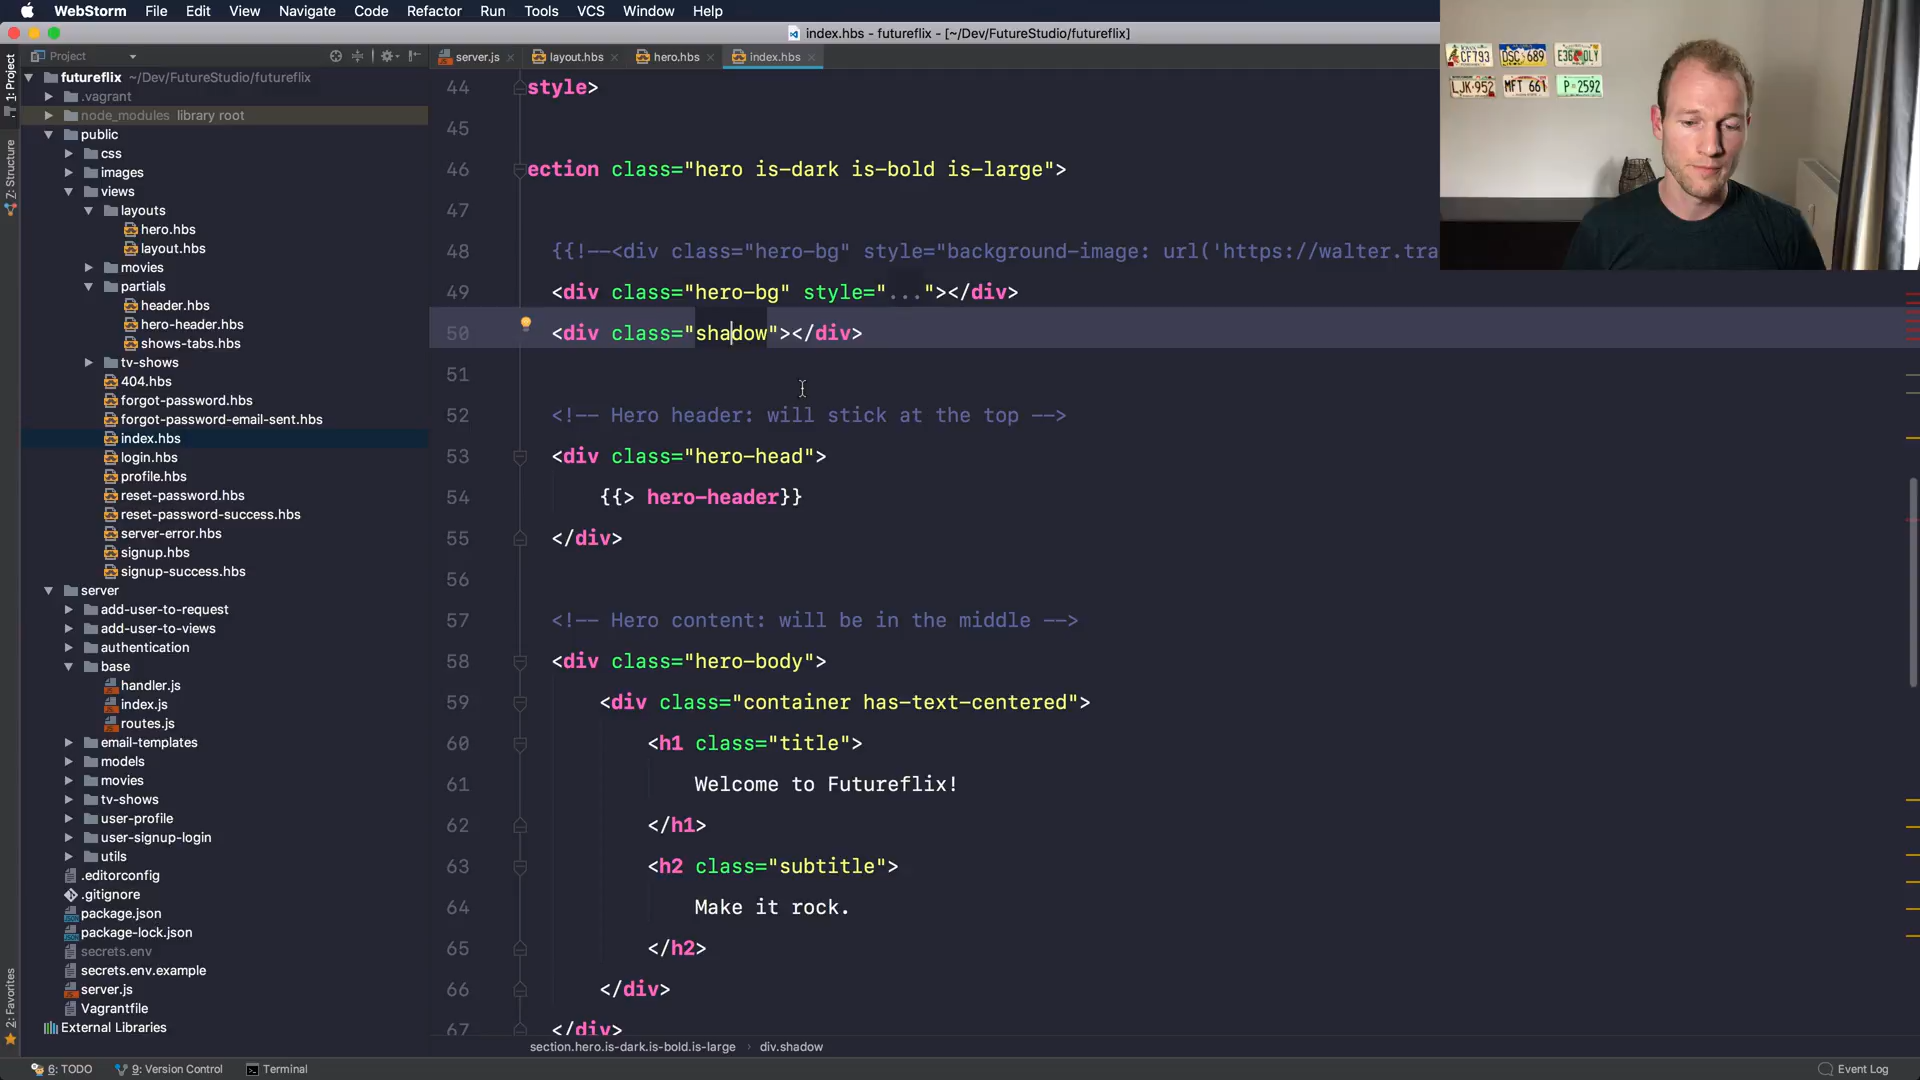 WebStorm File Edit View Navigate Code Refactor Run Tools VCS Window Help
index.hbs - futureflix - [~/Dev/FutureStudio/futureflix]
Project
server.js layout.hbs hero.hbs index.hbs
1: Project
Z: Structure
2: Favorites
futureflix ~/Dev/FutureStudio/futureflix
.vagrant
node_modules library root
public
css
images
views
layouts
hero.hbs
layout.hbs
movies
partials
header.hbs
hero-header.hbs
shows-tabs.hbs
tv-shows
404.hbs
forgot-password.hbs
forgot-password-email-sent.hbs
index.hbs
login.hbs
profile.hbs
reset-password.hbs
reset-password-success.hbs
server-error.hbs
signup.hbs
signup-success.hbs
server
add-user-to-request
add-user-to-views
authentication
base
handler.js
index.js
routes.js
email-templates
models
movies
tv-shows
user-profile
user-signup-login
utils
.editorconfig
.gitignore
package.json
package-lock.json
secrets.env
secrets.env.example
server.js
Vagrantfile
External Libraries
44 style>
45
46 ection class="hero is-dark is-bold is-large">
47
48 {{!--<div class="hero-bg" style="background-image: url('https://walter.tra
49 <div class="hero-bg" style="..."></div>
50 <div class="shadow"></div>
51
52 <!-- Hero header: will stick at the top -->
53 <div class="hero-head">
54 {{> hero-header}}
55 </div>
56
57 <!-- Hero content: will be in the middle -->
58 <div class="hero-body">
59 <div class="container has-text-centered">
60 <h1 class="title">
61 Welcome to Futureflix!
62 </h1>
63 <h2 class="subtitle">
64 Make it rock.
65 </h2>
66 </div>
67 </div>
section.hero.is-dark.is-bold.is-large div.shadow
6: TODO 9: Version Control Terminal Event Log
CF793 DSC 689
LJK 952 MFT 661 P 2592